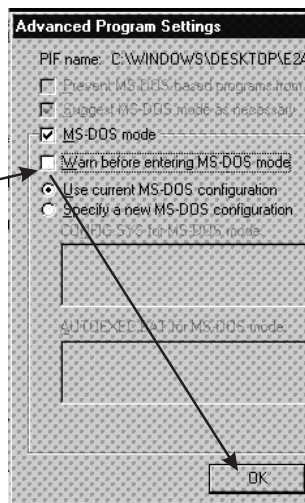 Advanced Program Settings
PIF name: C:\WINDOWS\DESKTOP\E2A
Prevent MS-DOS-based programs from
Suggest MS-DOS mode as necessary
MS-DOS mode
Warn before entering MS-DOS mode
Use current MS-DOS configuration
Specify a new MS-DOS configuration
CONFIG.SYS for MS-DOS mode:
AUTOEXEC.BAT for MS-DOS mode:
OK